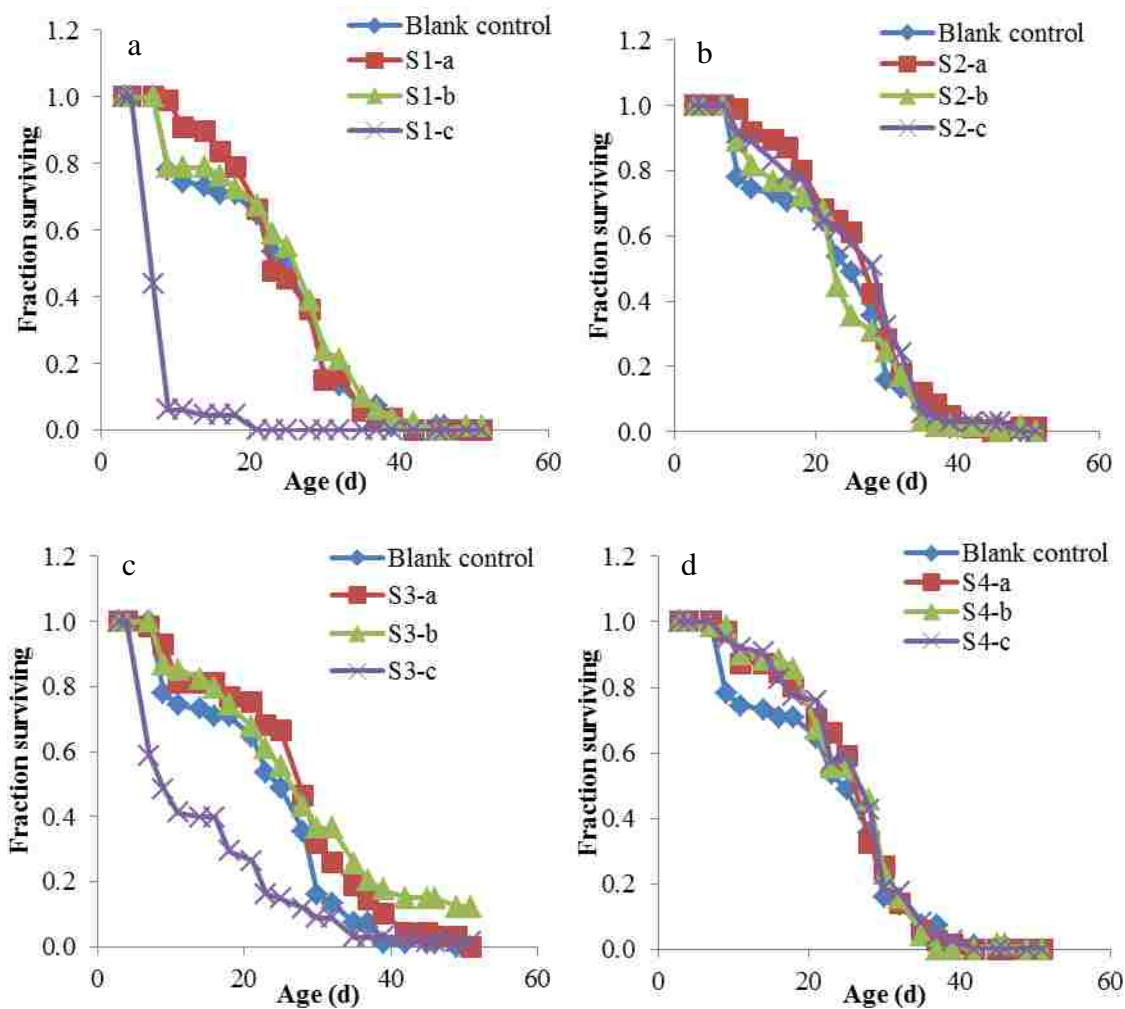 a
Blank control
S1-a
S1-b
S1-c
1.2
1.0
0.8
0.6
0.4
0.2
0.0
Fraction surviving
0 20 40 60
Age (d)
b
Blank control
S2-a
S2-b
S2-c
1.2
1.0
0.8
0.6
0.4
0.2
0.0
Fraction surviving
0 20 40 60
Age (d)
c
Blank control
S3-a
S3-b
S3-c
1.2
1.0
0.8
0.6
0.4
0.2
0.0
Fraction surviving
0 20 40 60
Age (d)
d
Blank control
S4-a
S4-b
S4-c
1.2
1.0
0.8
0.6
0.4
0.2
0.0
Fraction surviving
0 20 40 60
Age (d)